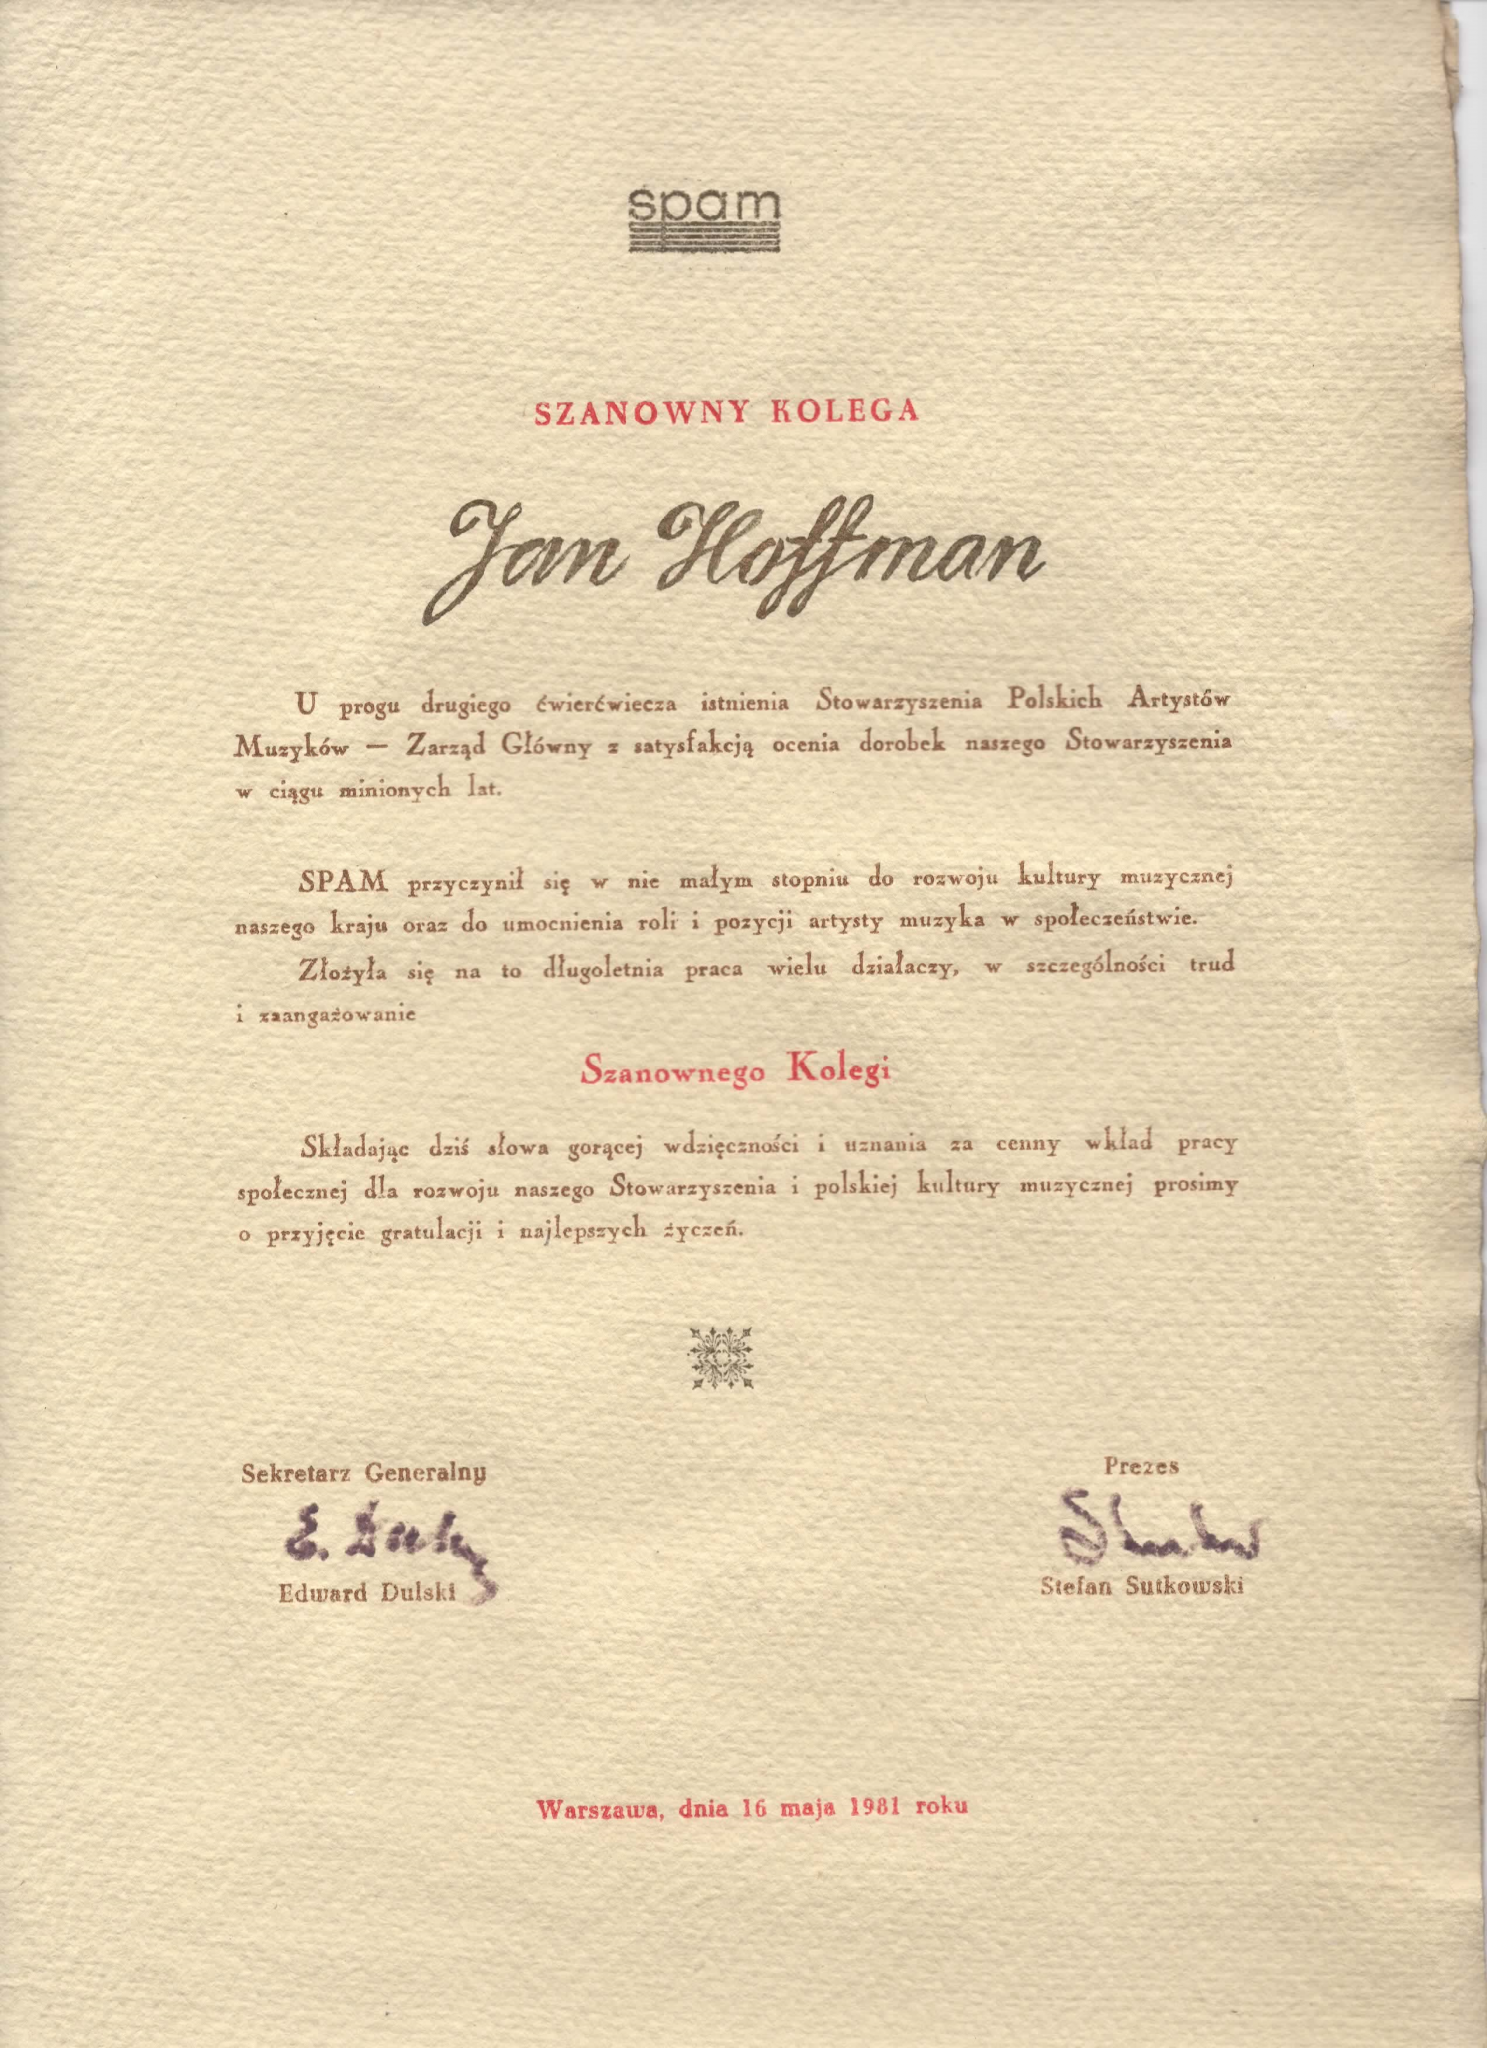 spam
SZANOWNY KOLEGA
Jan Hoffman
U progu drugiego ćwierćwiecza istnienia Stowarzyszenia Polskich Artystów
Muzyków — Zarząd Główny z satysfakcją ocenia dorobek naszego Stowarzyszenia
w ciągu minionych lat.
SPAM przyczynił się w nie małym stopniu do rozwoju kultury muzycznej
naszego kraju oraz do umocnienia roli i pozycji artysty muzyka w społeczeństwie.
Złożyła się na to długoletnia praca wielu działaczy, w szczególności trud
i zaangażowanie
Szanownego Kolegi
Składając dziś słowa gorącej wdzięczności i uznania za cenny wkład pracy
społecznej dla rozwoju naszego Stowarzyszenia i polskiej kultury muzycznej prosimy
o przyjęcie gratulacji i najlepszych życzeń.
Sekretarz Generalny
Prezes
E. Dulski
Edward Dulski
Stefan Sutkowski
Warszawa, dnia 16 maja 1981 roku